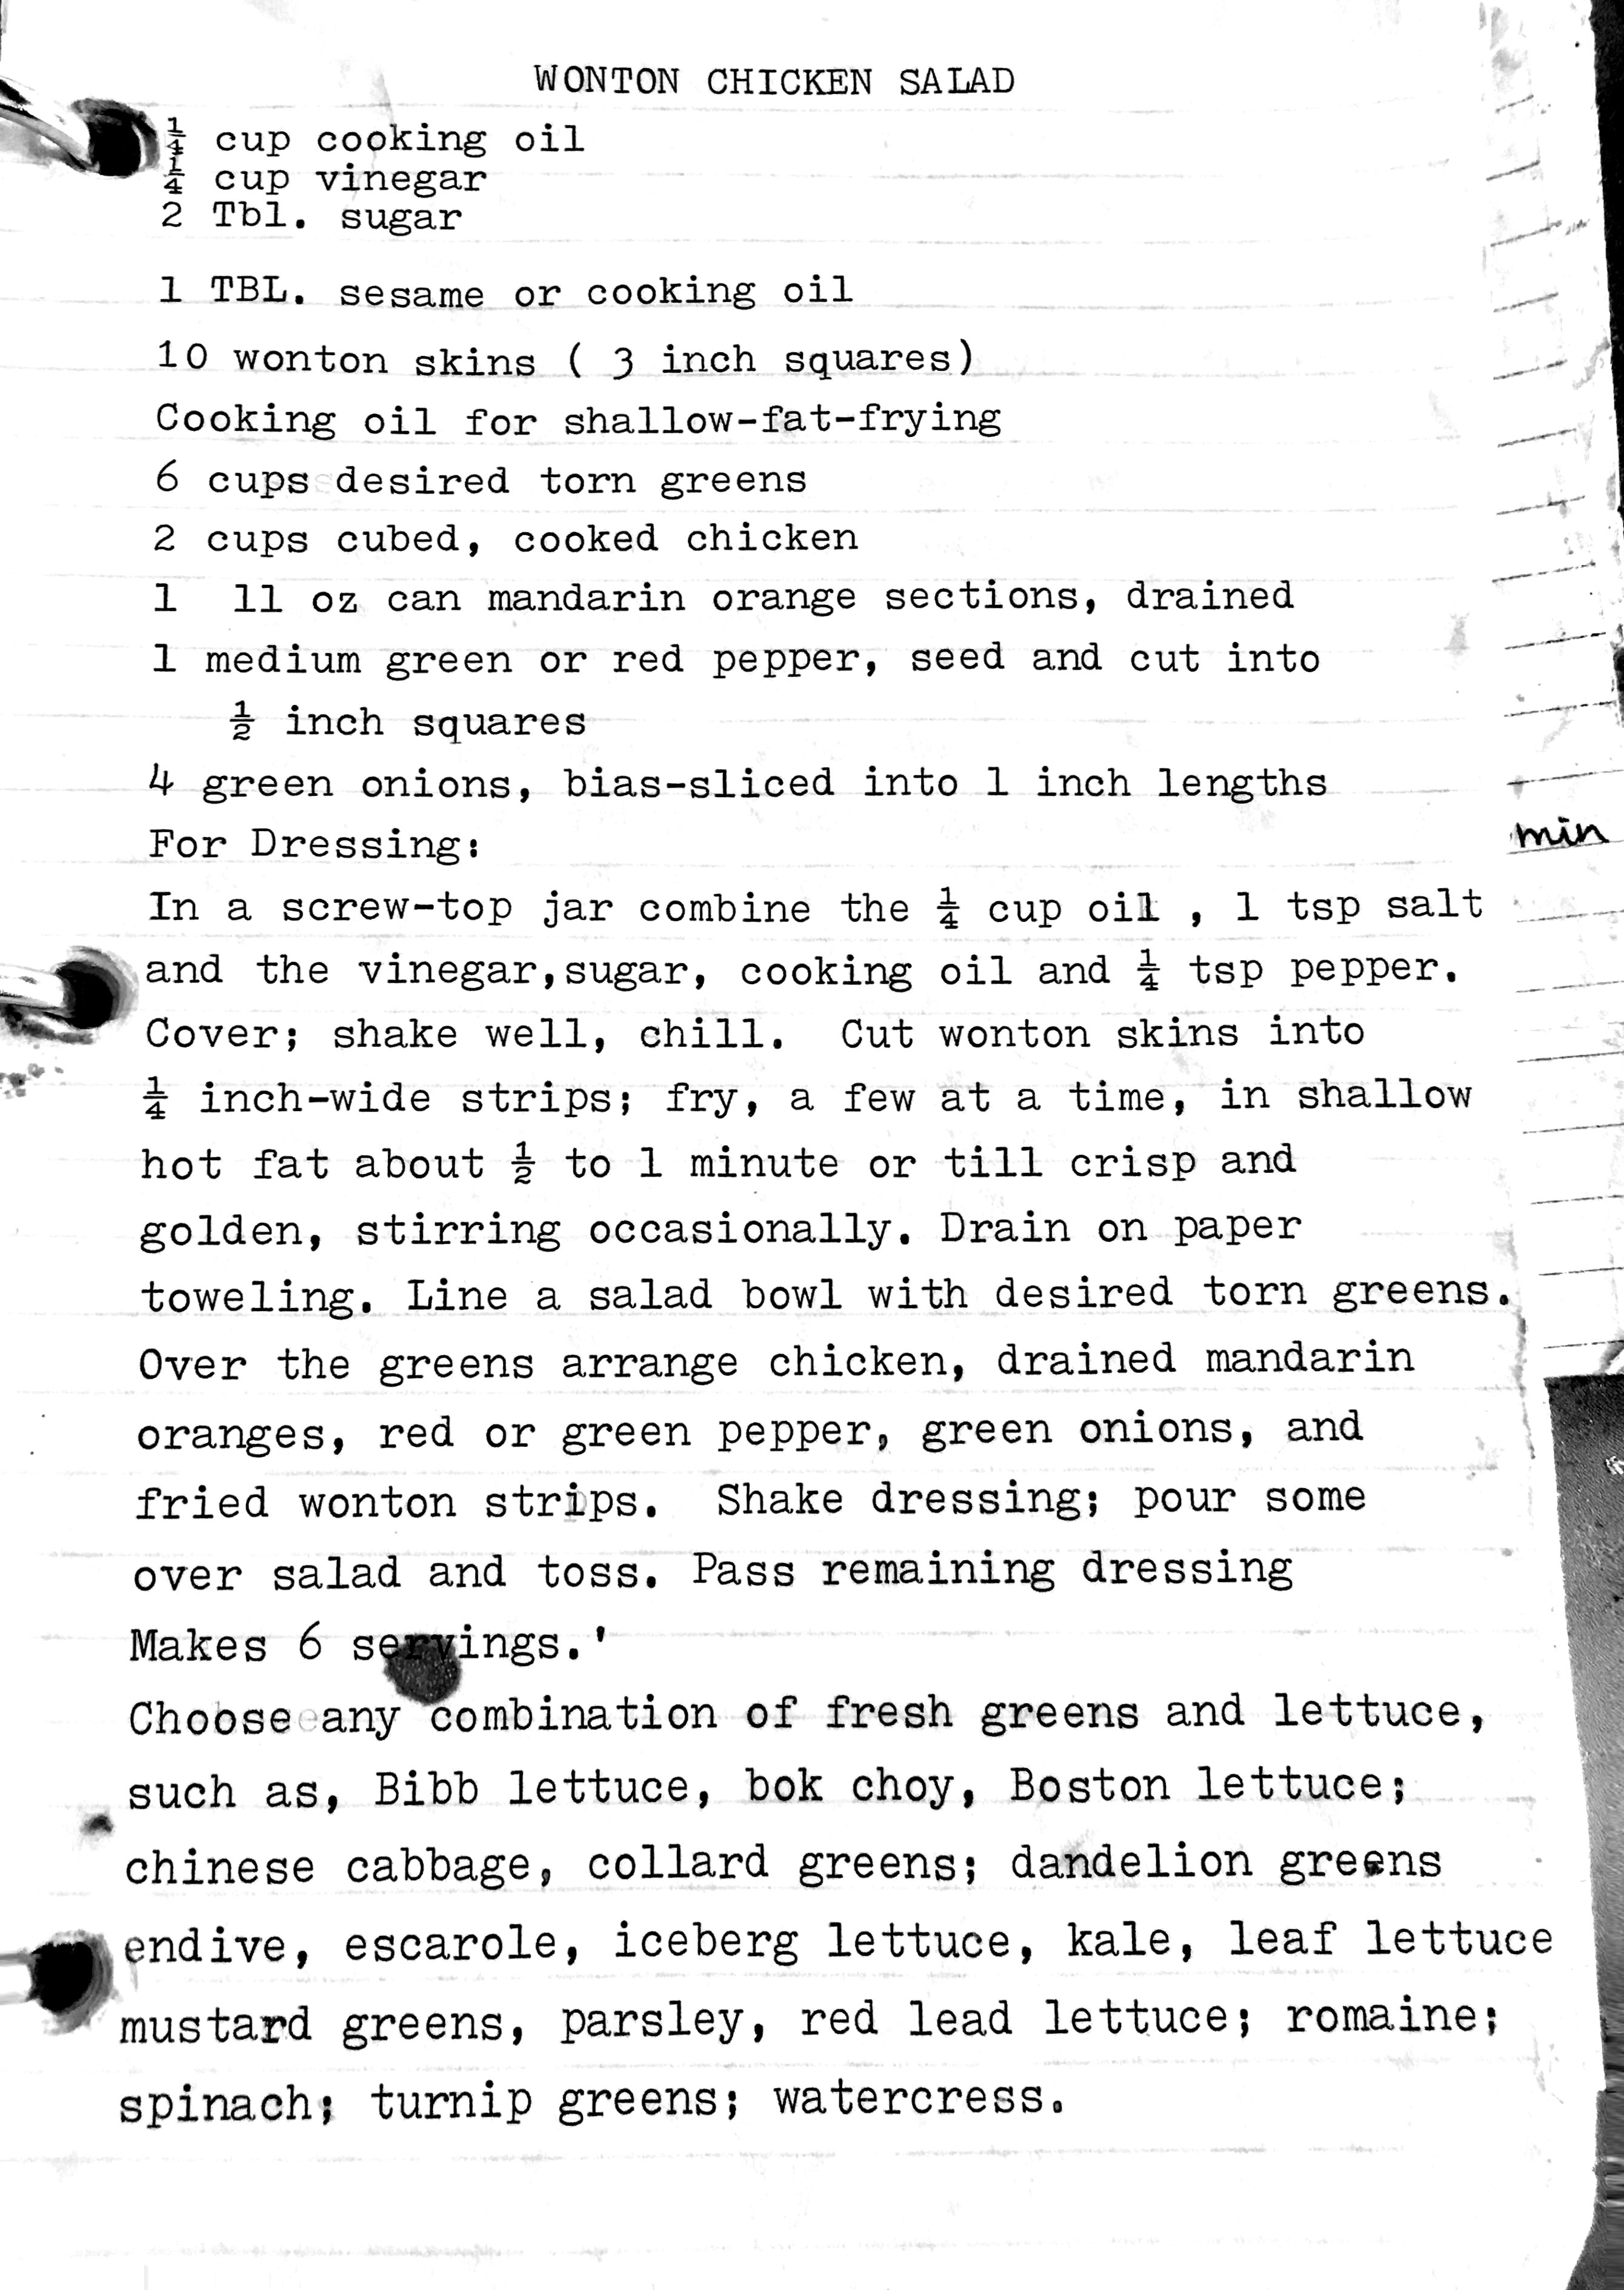 WONTON CHICKEN SALAD
¼ cup cooking oil
¼ cup vinegar
2 Tbl. sugar
1 TBL. sesame or cooking oil
10 wonton skins ( 3 inch squares)
Cooking oil for shallow-fat-frying
6 cups desired torn greens
2 cups cubed, cooked chicken
1 11 oz can mandarin orange sections, drained
1 medium green or red pepper, seed and cut into
½ inch squares
4 green onions, bias-sliced into 1 inch lengths
For Dressing:
min
In a screw-top jar combine the ¼ cup oil , 1 tsp salt
and the vinegar,sugar, cooking oil and ¼ tsp pepper.
Cover; shake well, chill. Cut wonton skins into
¼ inch-wide strips; fry, a few at a time, in shallow
hot fat about ½ to 1 minute or till crisp and
golden, stirring occasionally. Drain on paper
toweling. Line a salad bowl with desired torn greens.
Over the greens arrange chicken, drained mandarin
oranges, red or green pepper, green onions, and
fried wonton strips. Shake dressing; pour some
over salad and toss. Pass remaining dressing
Makes 6 servings.'
Choose any combination of fresh greens and lettuce,
such as, Bibb lettuce, bok choy, Boston lettuce;
chinese cabbage, collard greens; dandelion greens
endive, escarole, iceberg lettuce, kale, leaf lettuce
mustard greens, parsley, red lead lettuce; romaine;
spinach; turnip greens; watercress.